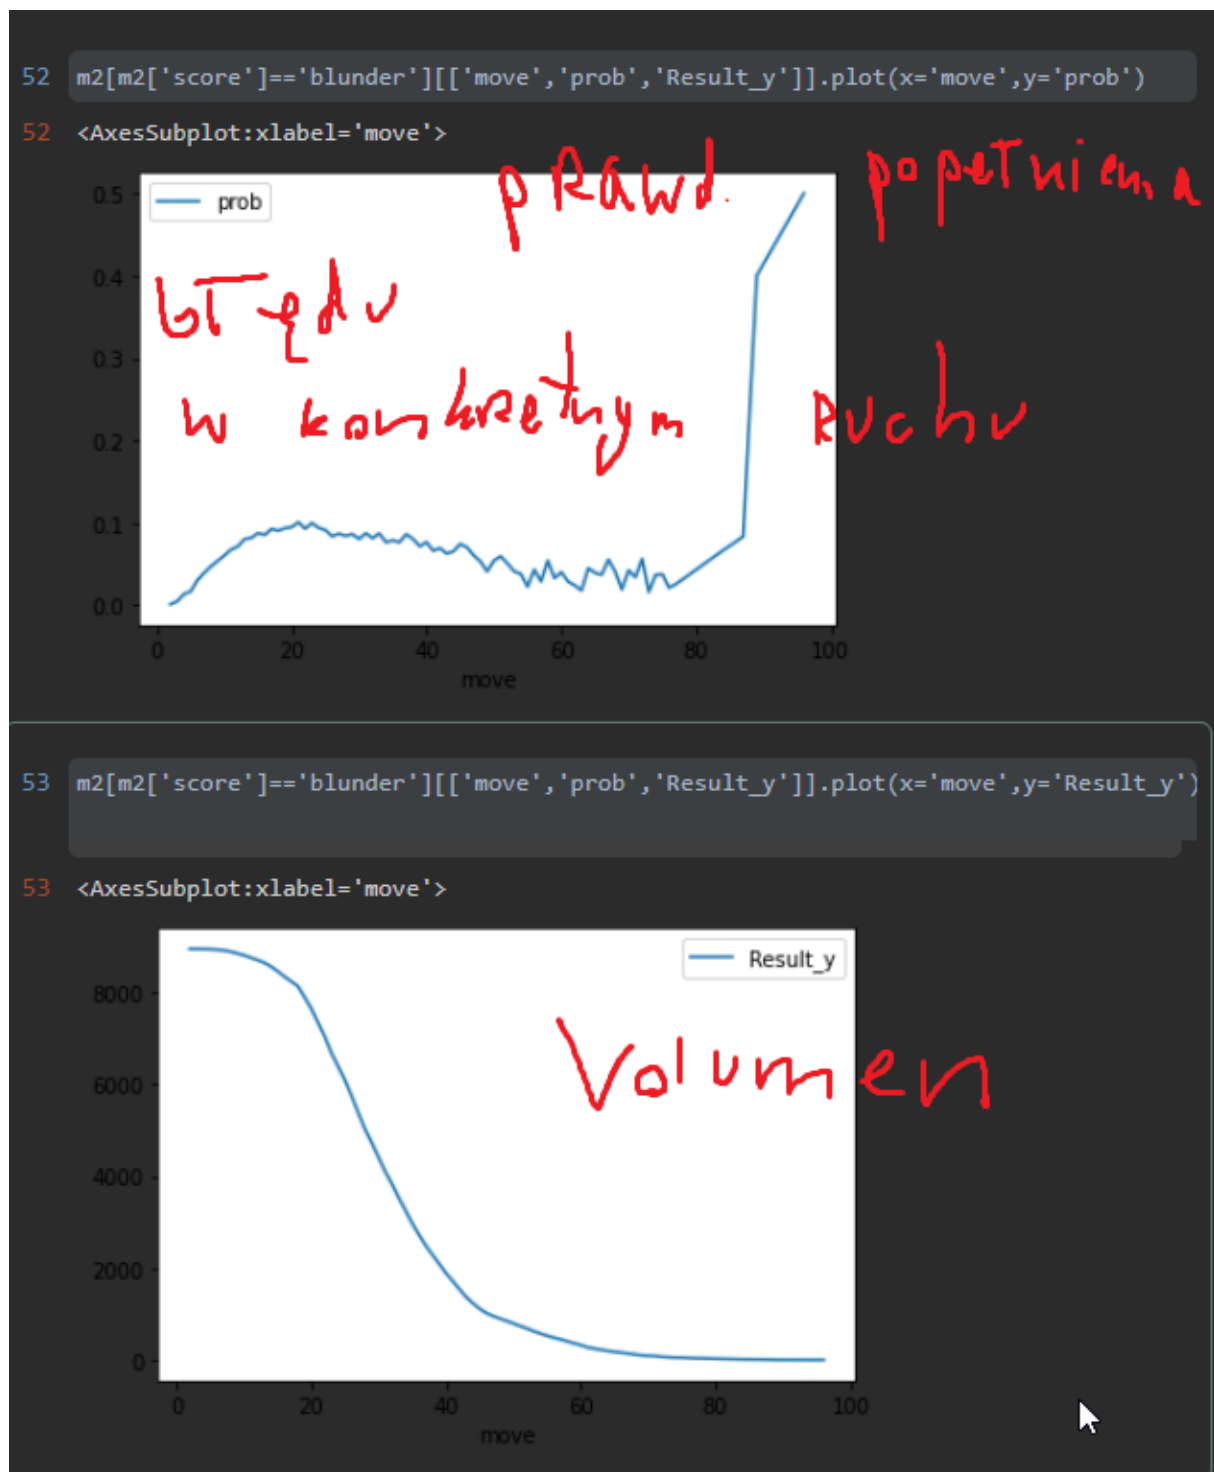 52 m2[m2['score']=='blunder'][['move','prob','Result_y']].plot(x='move',y='prob')
52 <AxesSubplot:xlabel='move'>
prawd. popełnienia
prob
błędu
w konkretnym ruchu
0.5
0.4
0.3
0.2
0.1
0.0
0 20 40 60 80 100
move
53 m2[m2['score']=='blunder'][['move','prob','Result_y']].plot(x='move',y='Result_y')
53 <AxesSubplot:xlabel='move'>
Result_y
Volumen
8000
6000
4000
2000
0
0 20 40 60 80 100
move